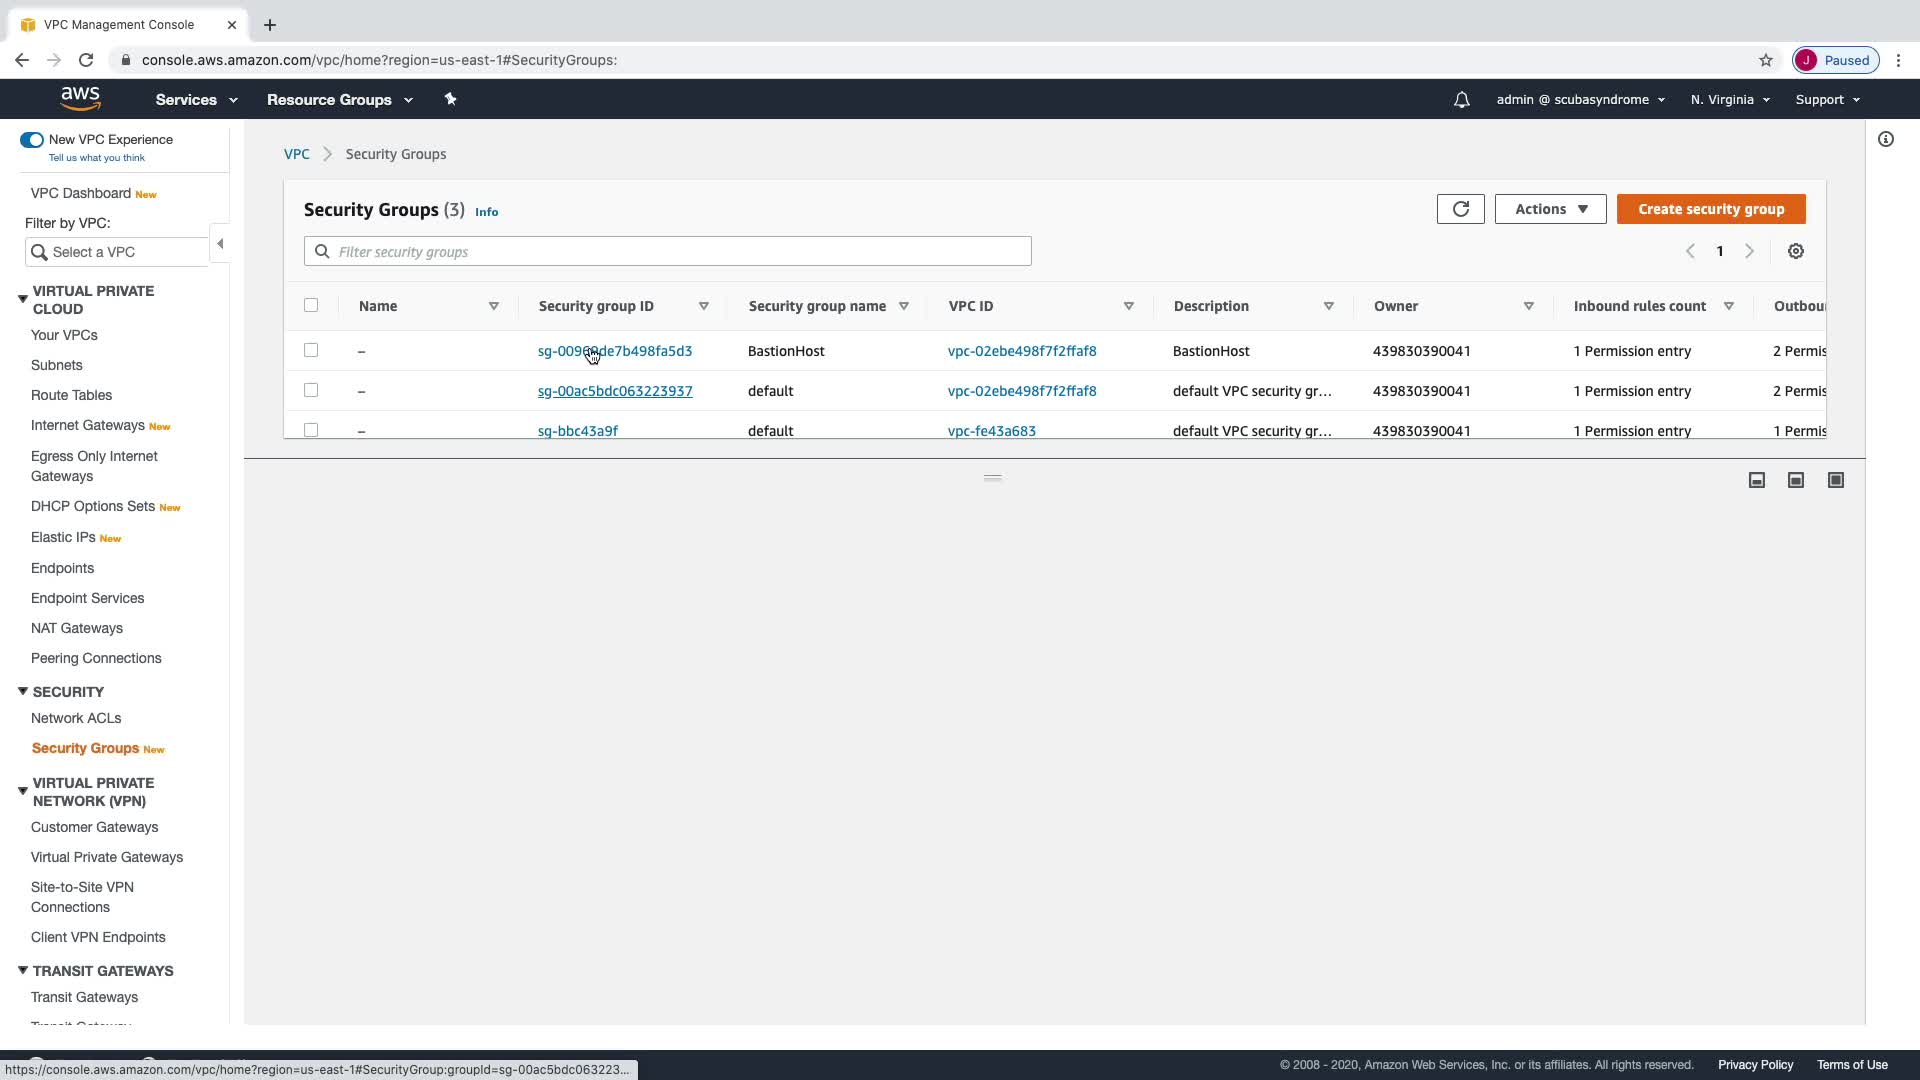 VPC Management Console
console.aws.amazon.com/vpc/home?region=us-east-1#SecurityGroups:
J Paused
aws Services Resource Groups admin @ scubasyndrome N. Virginia Support
New VPC Experience
Tell us what you think
VPC Dashboard New
Filter by VPC:
Select a VPC
VIRTUAL PRIVATE
CLOUD
Your VPCs
Subnets
Route Tables
Internet Gateways New
Egress Only Internet
Gateways
DHCP Options Sets New
Elastic IPs New
Endpoints
Endpoint Services
NAT Gateways
Peering Connections
SECURITY
Network ACLs
Security Groups New
VIRTUAL PRIVATE
NETWORK (VPN)
Customer Gateways
Virtual Private Gateways
Site-to-Site VPN
Connections
Client VPN Endpoints
TRANSIT GATEWAYS
Transit Gateways
VPC > Security Groups
Security Groups (3) Info
Actions
Create security group
Filter security groups
1
Name Security group ID Security group name VPC ID Description Owner Inbound rules count Outbou
– BastionHost vpc-02ebe498f7f2ffaf8 BastionHost 439830390041 1 Permission entry 2 Permis
– sg-00ac5bdc063223937 default vpc-02ebe498f7f2ffaf8 default VPC security gr... 439830390041 1 Permission entry 2 Permis
– sg-bbc43a9f default vpc-fe43a683 default VPC security gr... 439830390041 1 Permission entry 1 Permis
https://console.aws.amazon.com/vpc/home?region=us-east-1#SecurityGroup:groupId=sg-00ac5bdc063223...
© 2008 - 2020, Amazon Web Services, Inc. or its affiliates. All rights reserved. Privacy Policy Terms of Use